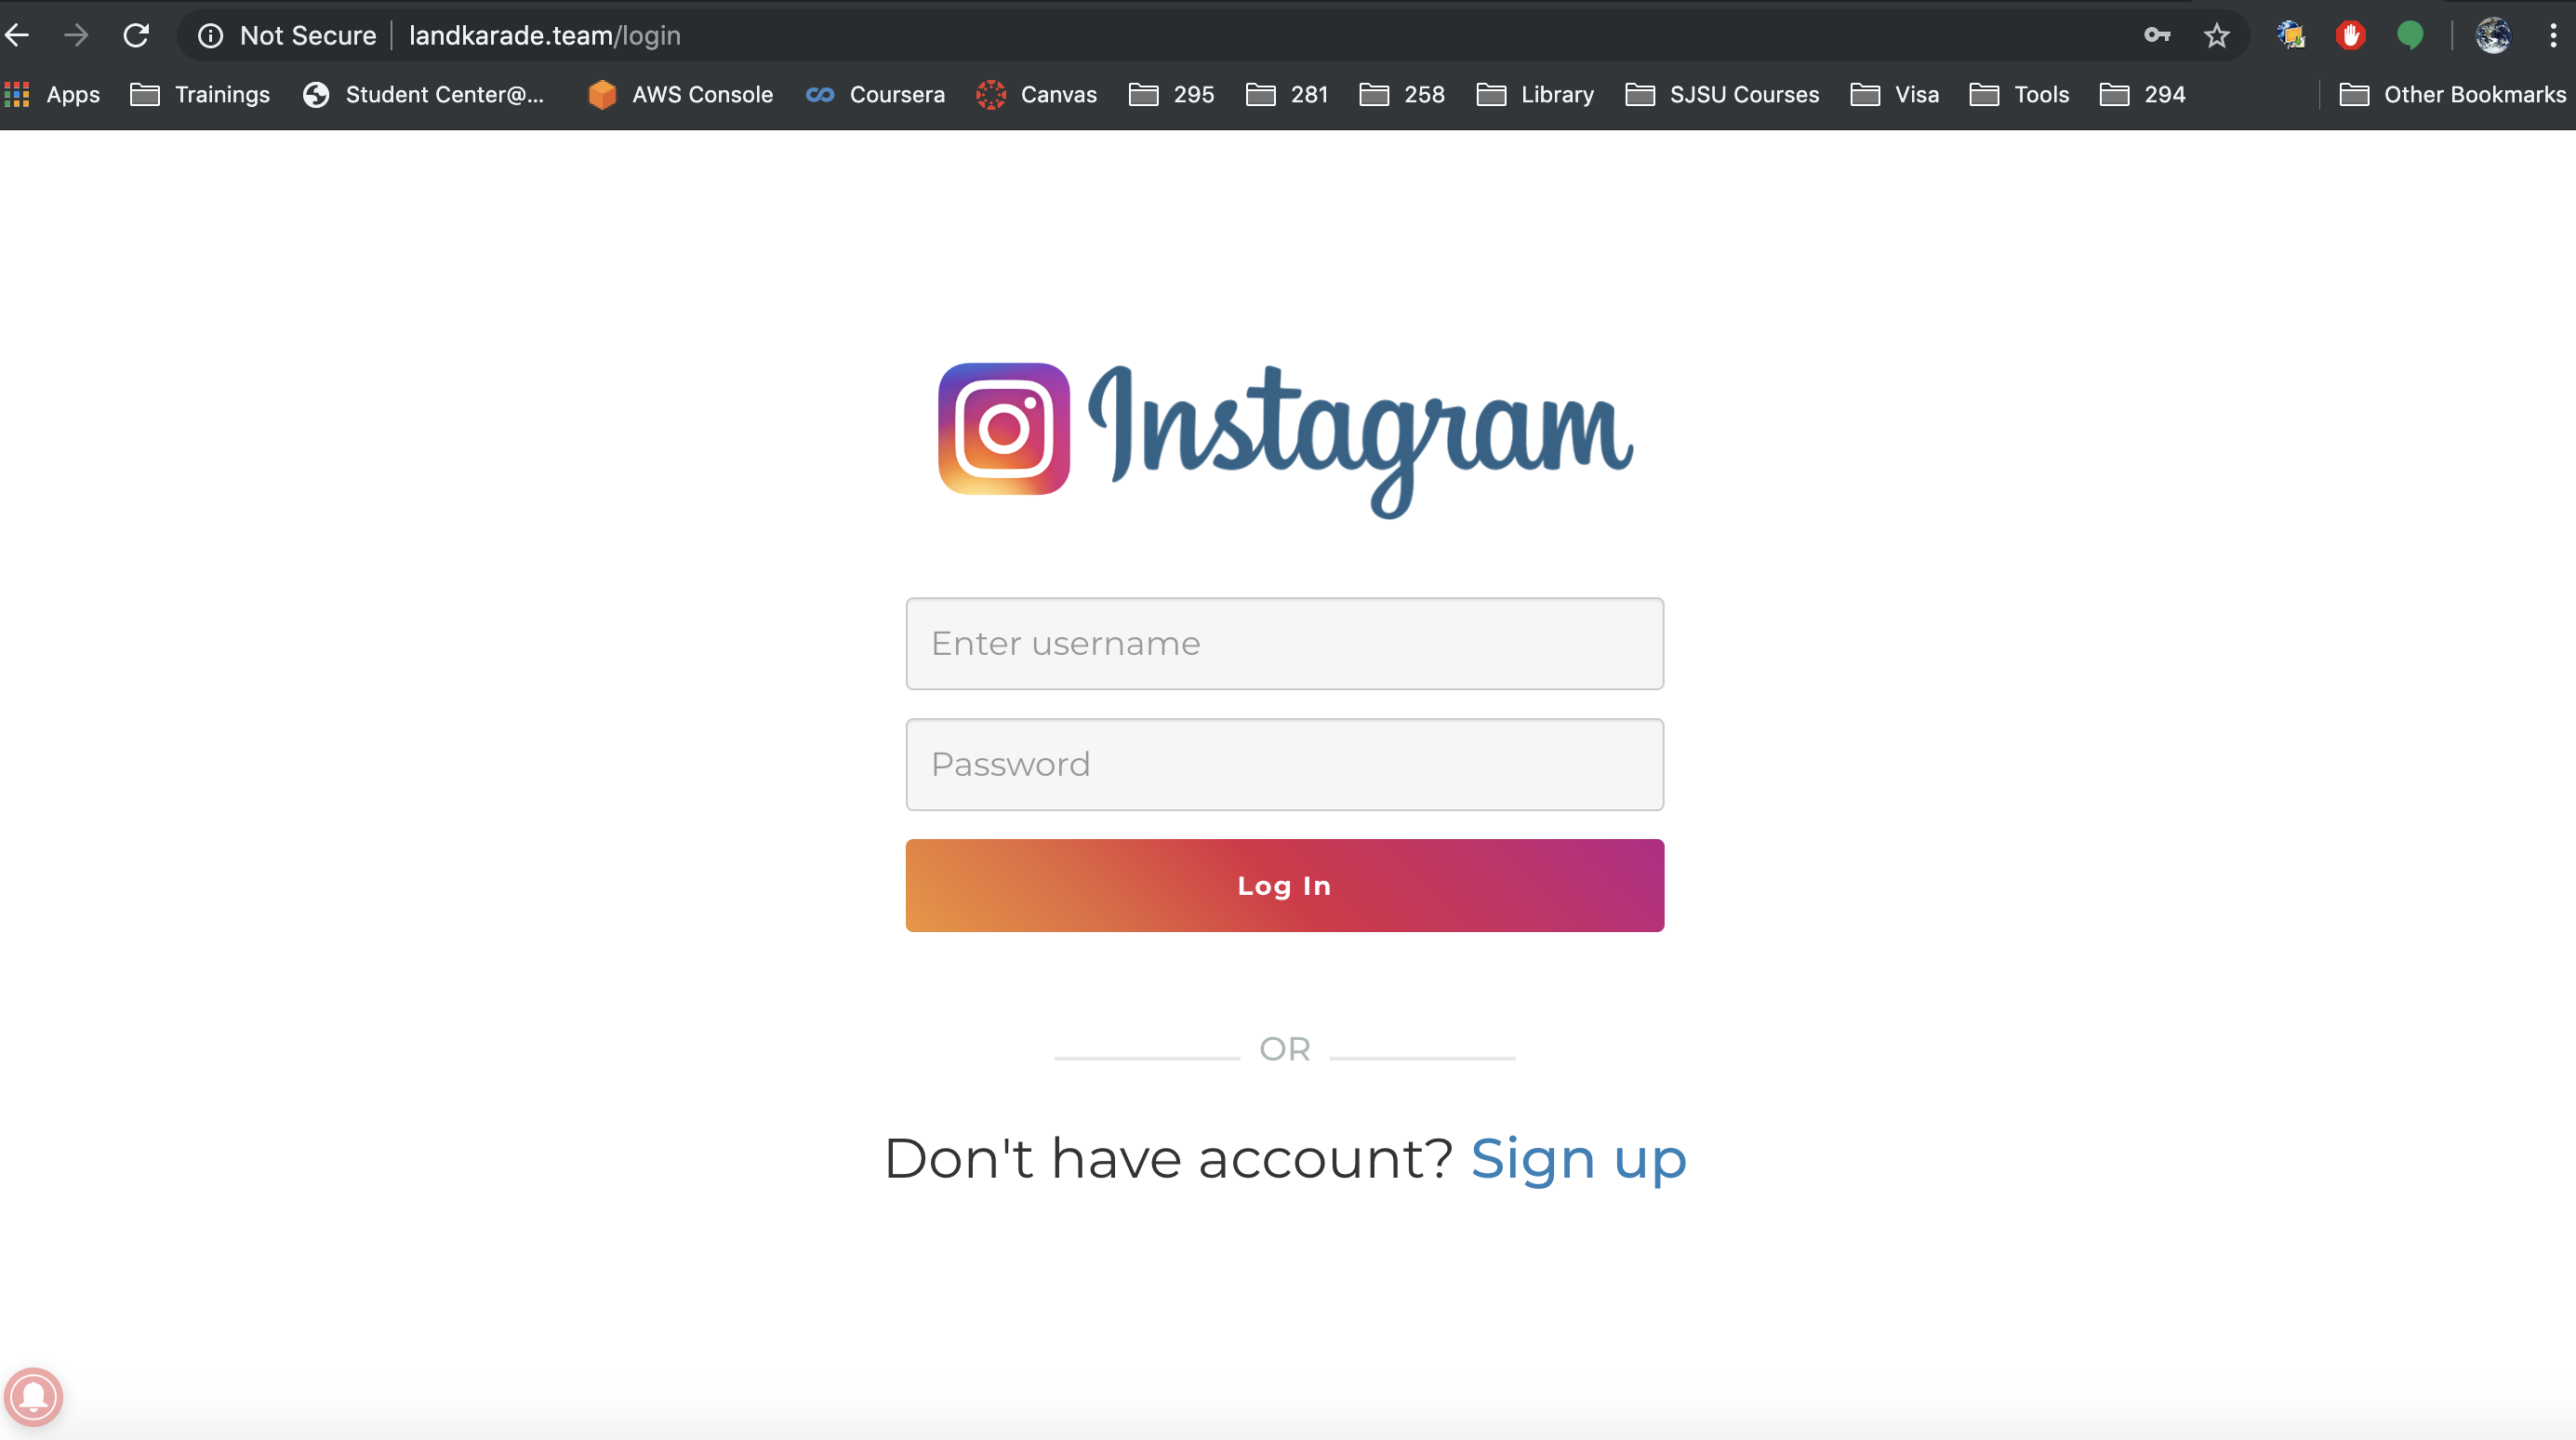 Not Secure landkarade.team/login
Apps Trainings Student Center@... AWS Console Coursera Canvas 295 281 258 Library SJSU Courses Visa Tools 294 Other Bookmarks
Instagram
Enter username
Password
Log In
OR
Don't have account? Sign up